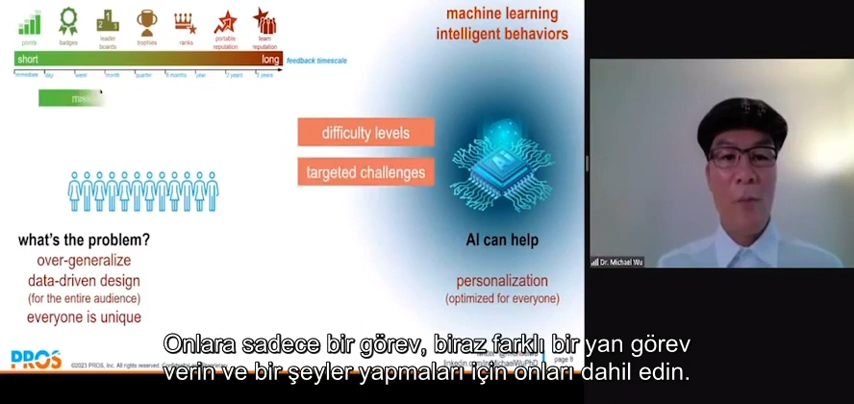 points
badges
leader
boards
trophies
ranks
portable
reputation
team
reputation
short
long
feedback timescale
immediate
day
week
month
quarter
6 months
year
2 years
5 years
machine learning
intelligent behaviors
difficulty levels
targeted challenges
AI
what's the problem?
over-generalize
data-driven design
(for the entire audience)
everyone is unique
AI can help
personalization
(optimized for everyone)
Dr. Michael Wu
PROS
©2023 PROS, Inc. All rights reserved.
page 8
Onlara sadece bir görev, biraz farklı bir yan görev
verin ve bir şeyler yapmaları için onları dahil edin.